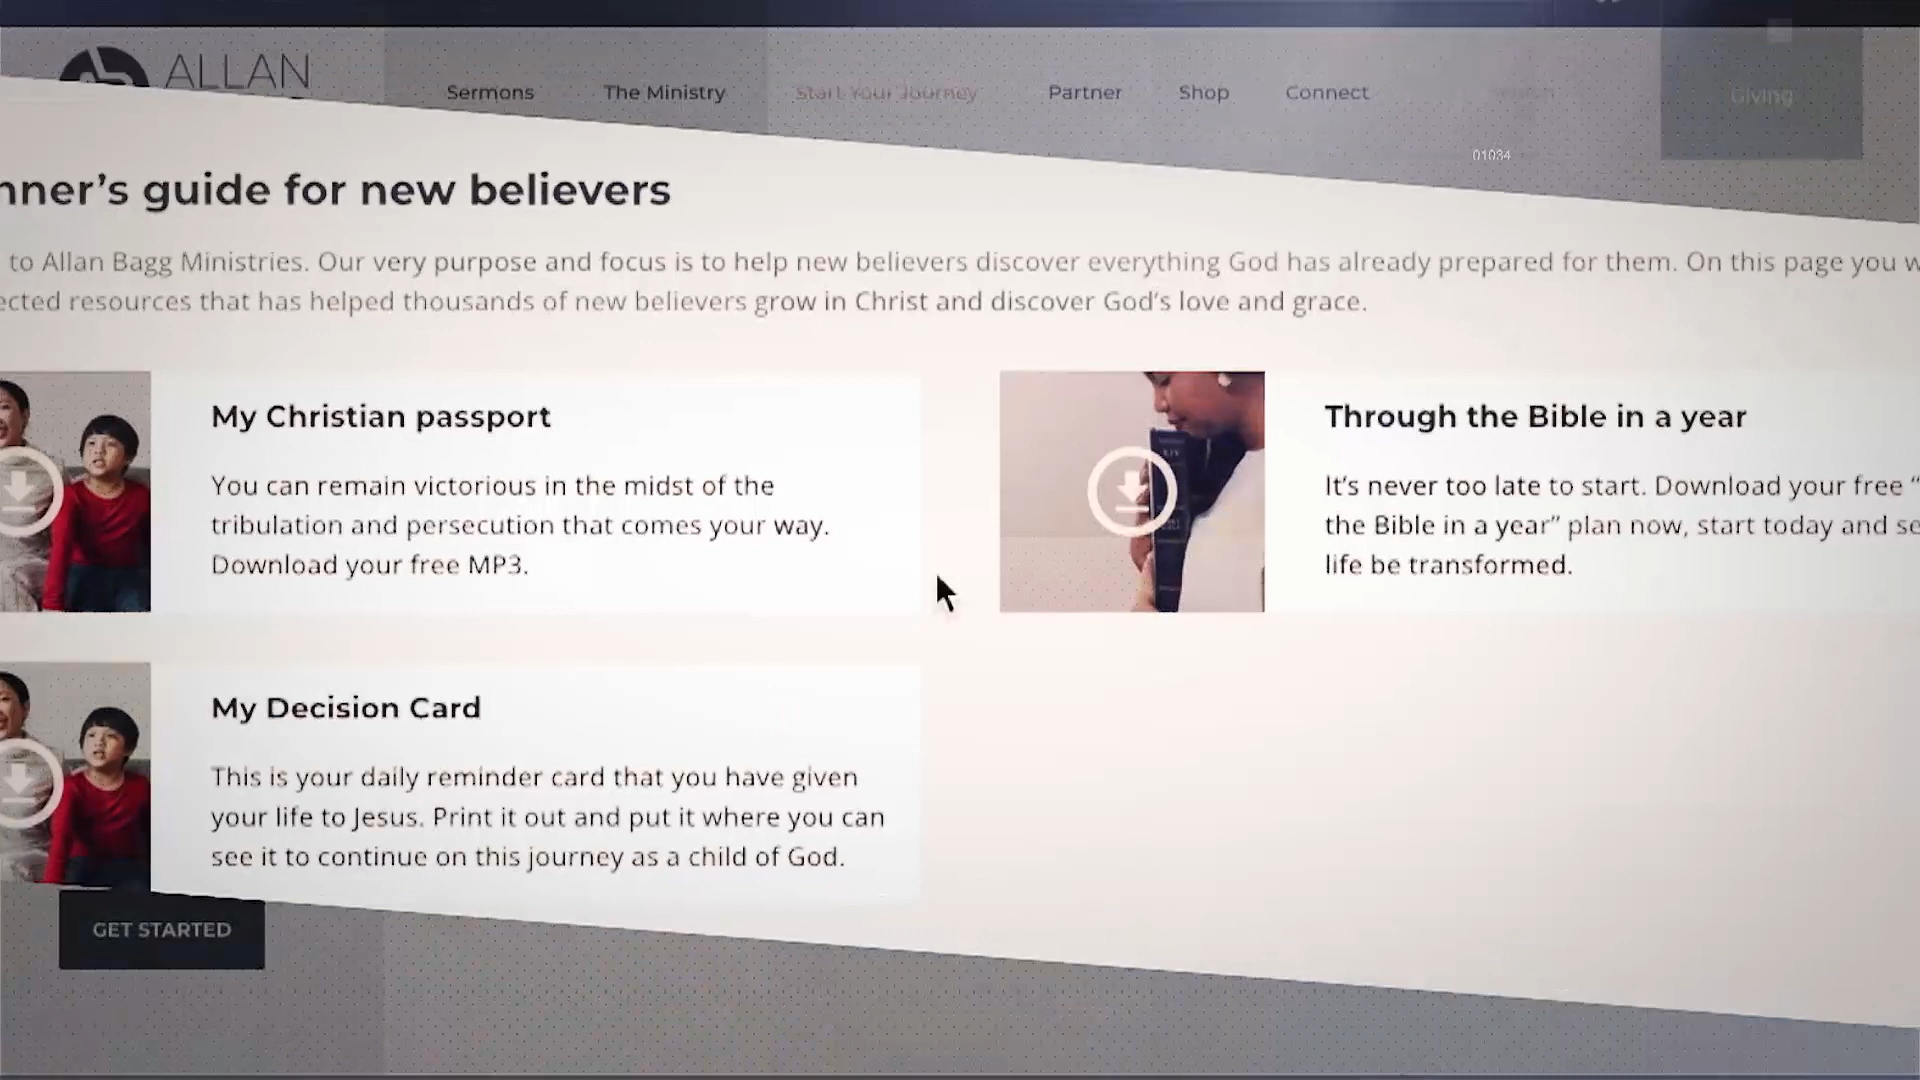 ALLAN
Sermons The Ministry Start Your Journey Partner Shop Connect
Giving
01034
nner’s guide for new believers
to Allan Bagg Ministries. Our very purpose and focus is to help new believers discover everything God has already prepared for them. On this page you w
ected resources that has helped thousands of new believers grow in Christ and discover God’s love and grace.
My Christian passport
You can remain victorious in the midst of the
tribulation and persecution that comes your way.
Download your free MP3.
Through the Bible in a year
It’s never too late to start. Download your free “
the Bible in a year” plan now, start today and se
life be transformed.
My Decision Card
This is your daily reminder card that you have given
your life to Jesus. Print it out and put it where you can
see it to continue on this journey as a child of God.
GET STARTED